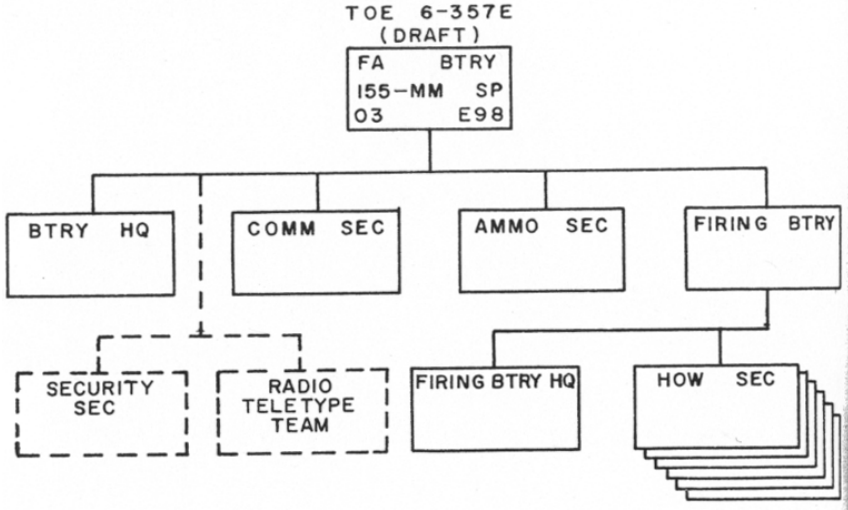 TOE 6-357E
(DRAFT)
FA BTRY
155-MM SP
03 E98
BTRY HQ
COMM SEC
AMMO SEC
FIRING BTRY
SECURITY
SEC
RADIO
TELETYPE
TEAM
FIRING BTRY HQ
HOW SEC